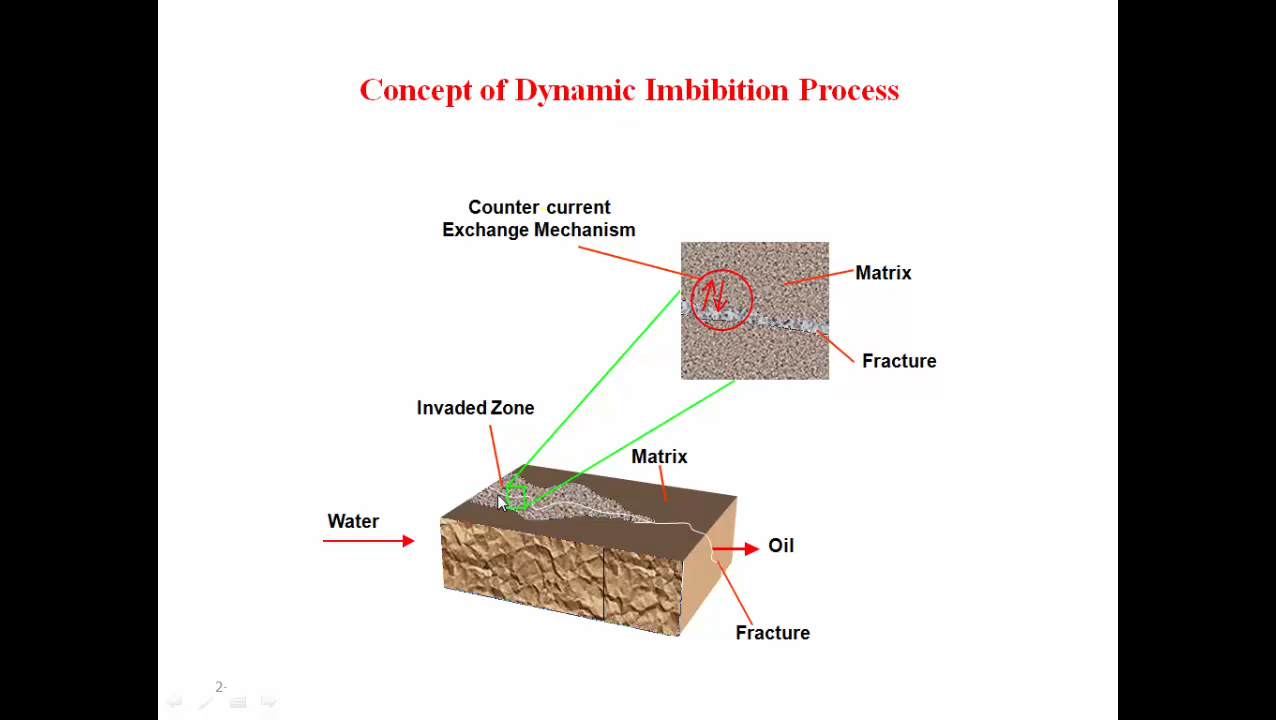 Concept of Dynamic Imbibition Process
Counter-current
Exchange Mechanism
Matrix
Fracture
Invaded Zone
Matrix
Water
Oil
Fracture
2-